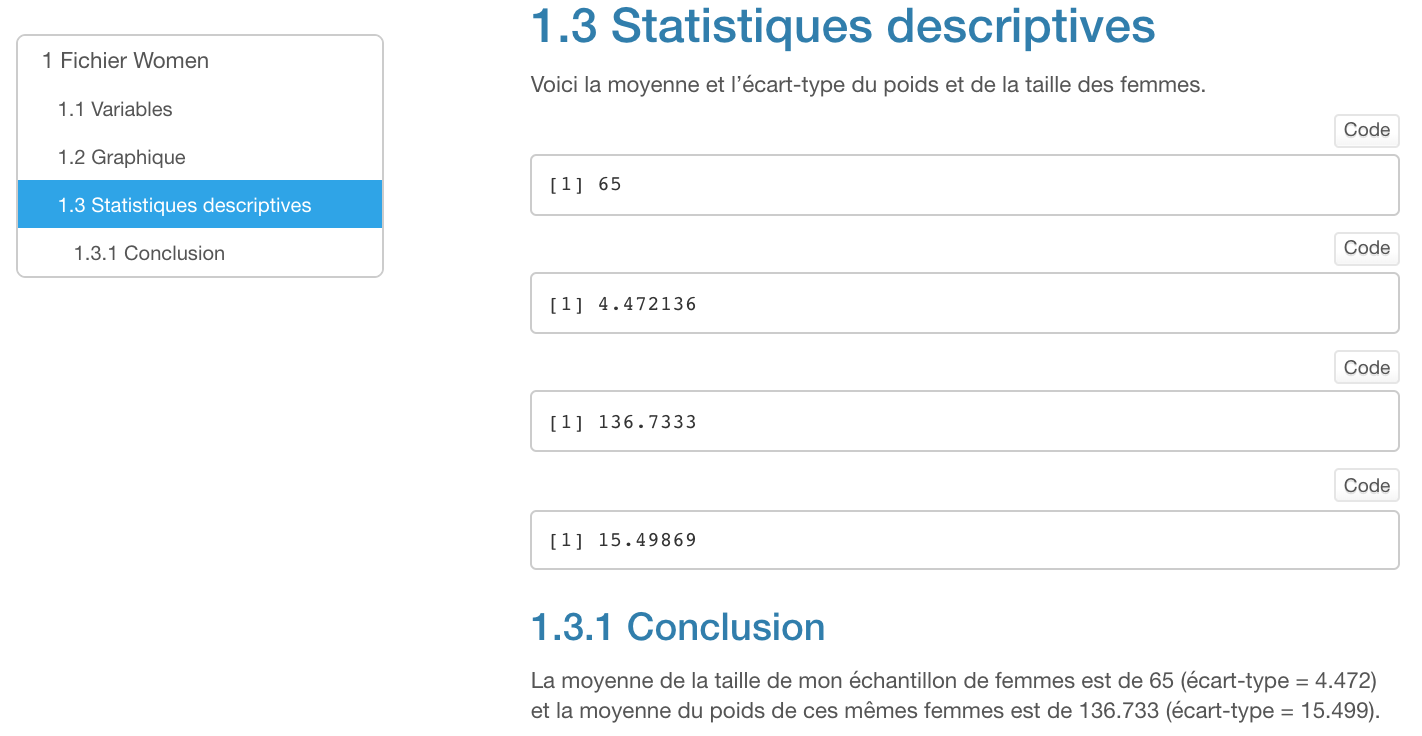 1 Fichier Women
1.1 Variables
1.2 Graphique
1.3 Statistiques descriptives
1.3.1 Conclusion
1.3 Statistiques descriptives
Voici la moyenne et l’écart-type du poids et de la taille des femmes.
Code
[1] 65
Code
[1] 4.472136
Code
[1] 136.7333
Code
[1] 15.49869
1.3.1 Conclusion
La moyenne de la taille de mon échantillon de femmes est de 65 (écart-type = 4.472)
et la moyenne du poids de ces mêmes femmes est de 136.733 (écart-type = 15.499).